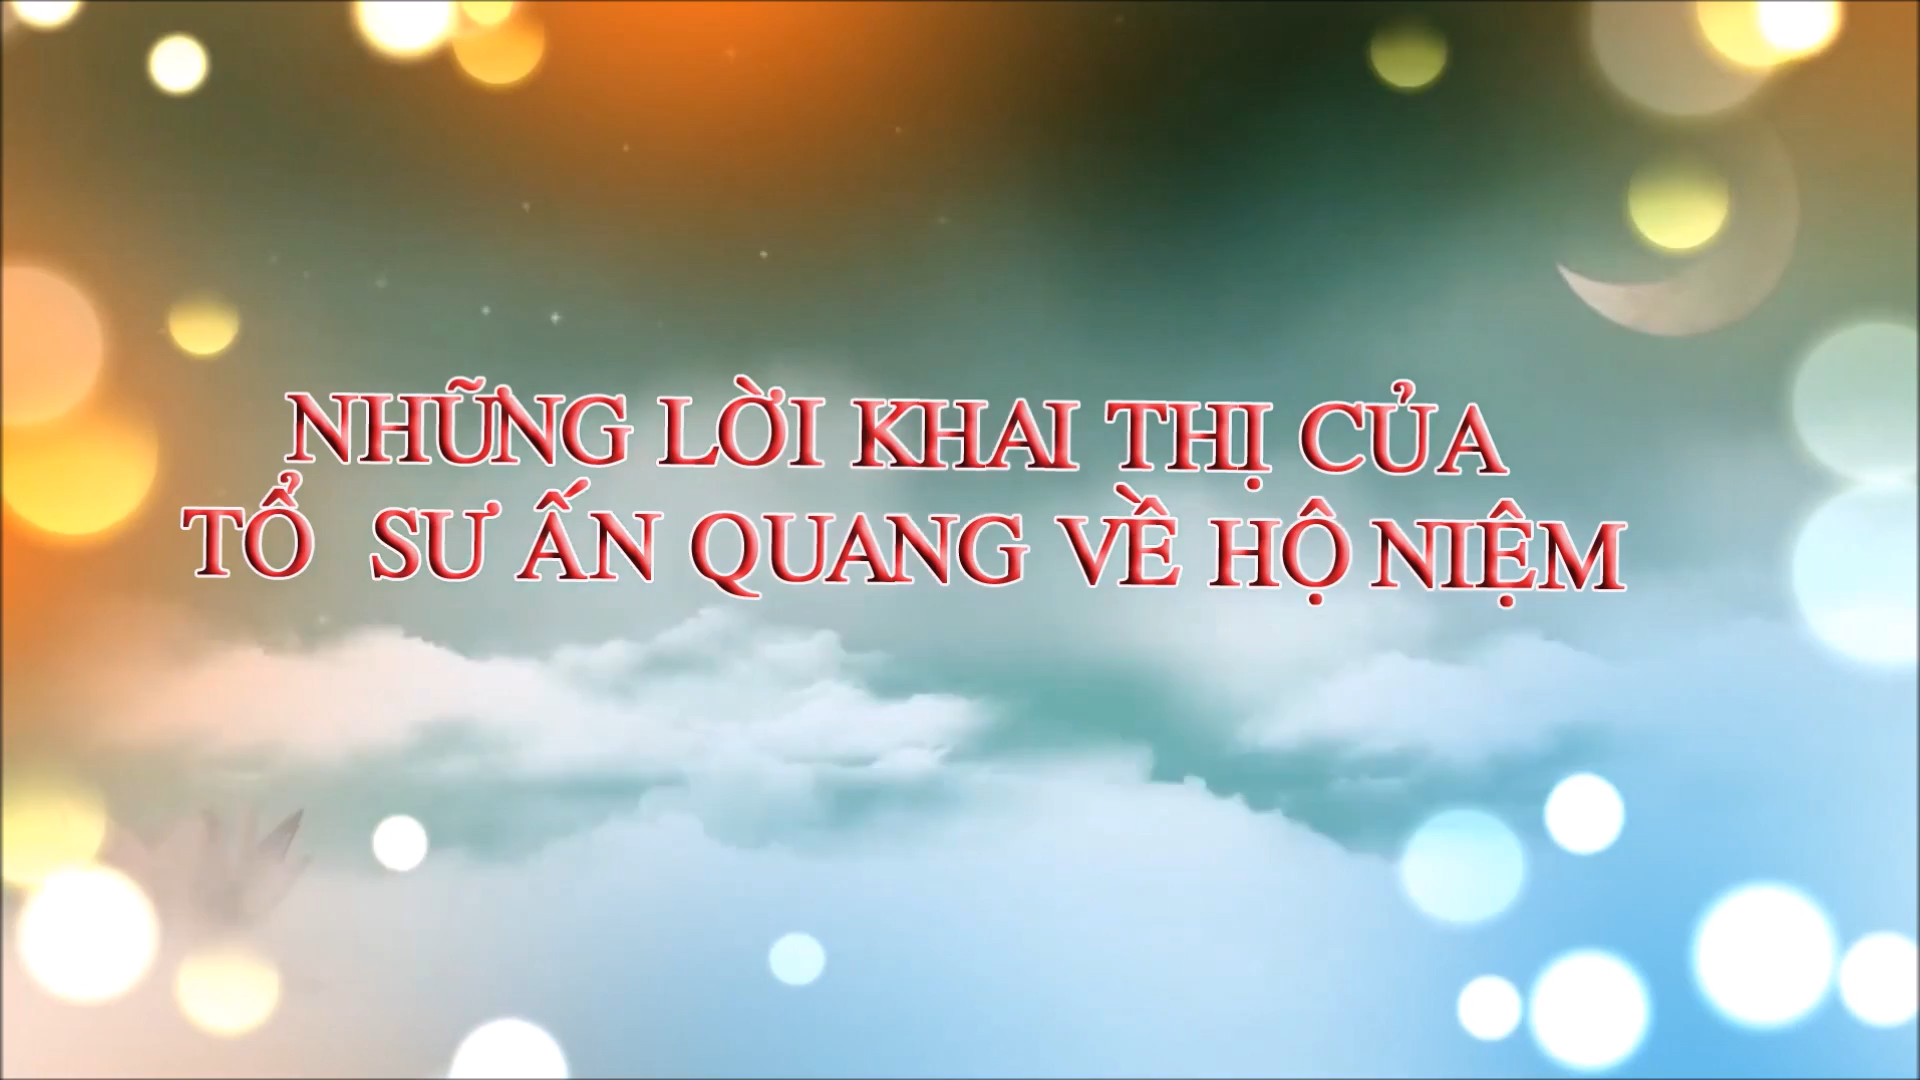 NHỮNG LỜI KHAI THỊ CỦA
TỔ SƯ ẤN QUANG VỀ HỘ NIỆM